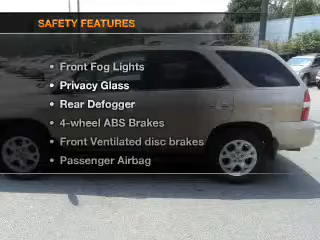 SAFETY FEATURES
• Front Fog Lights
• Privacy Glass
• Rear Defogger
• 4-wheel ABS Brakes
• Front Ventilated disc brakes
• Passenger Airbag